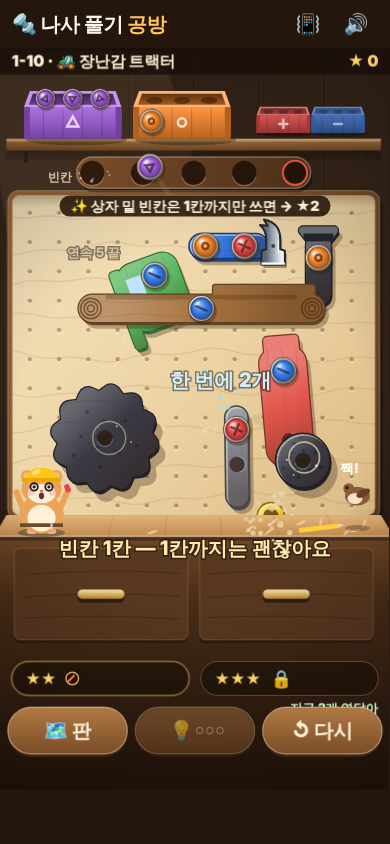 나사 풀기 공방
1-10 · 장난감 트랙터
★ 0
빈칸
✨ 상자 밑 빈칸은 1칸까지만 쓰면 → ★2
연속 5 끝
한 번에 2개
짹!
빈칸 1칸 — 1칸까지는 괜찮아요
★★
★★★
판
다시